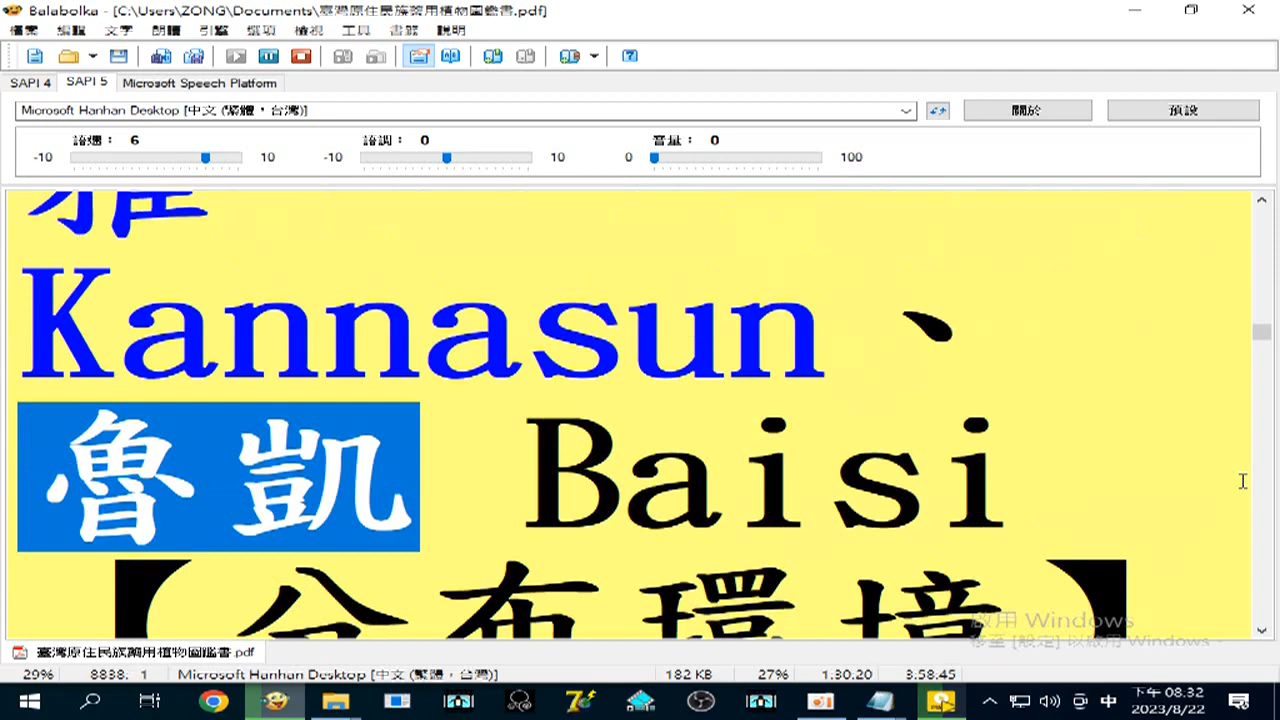 Balabolka - [C:\Users\ZONG\Documents\臺灣原住民族藥用植物圖鑑書.pdf]
檔案 編輯 文字 朗讀 引擎 選項 檢視 工具 書籤 說明
SAPI 4 SAPI 5 Microsoft Speech Platform
Microsoft Hanhan Desktop [中文 (繁體，台灣)] 關於 預設
語速： 6 語調： 0 音量： 0
-10 10 -10 10 0 100
雅
Kannasun、
魯凱 Baisi
【分布環境】
啟用 Windows
移至 [設定] 以啟用 Windows。
臺灣原住民族藥用植物圖鑑書.pdf
29% 8838: 1 Microsoft Hanhan Desktop [中文 (繁體，台灣)] 182 KB 27% 1:30:20 3:58:45
中 下午 08:32
2023/8/22